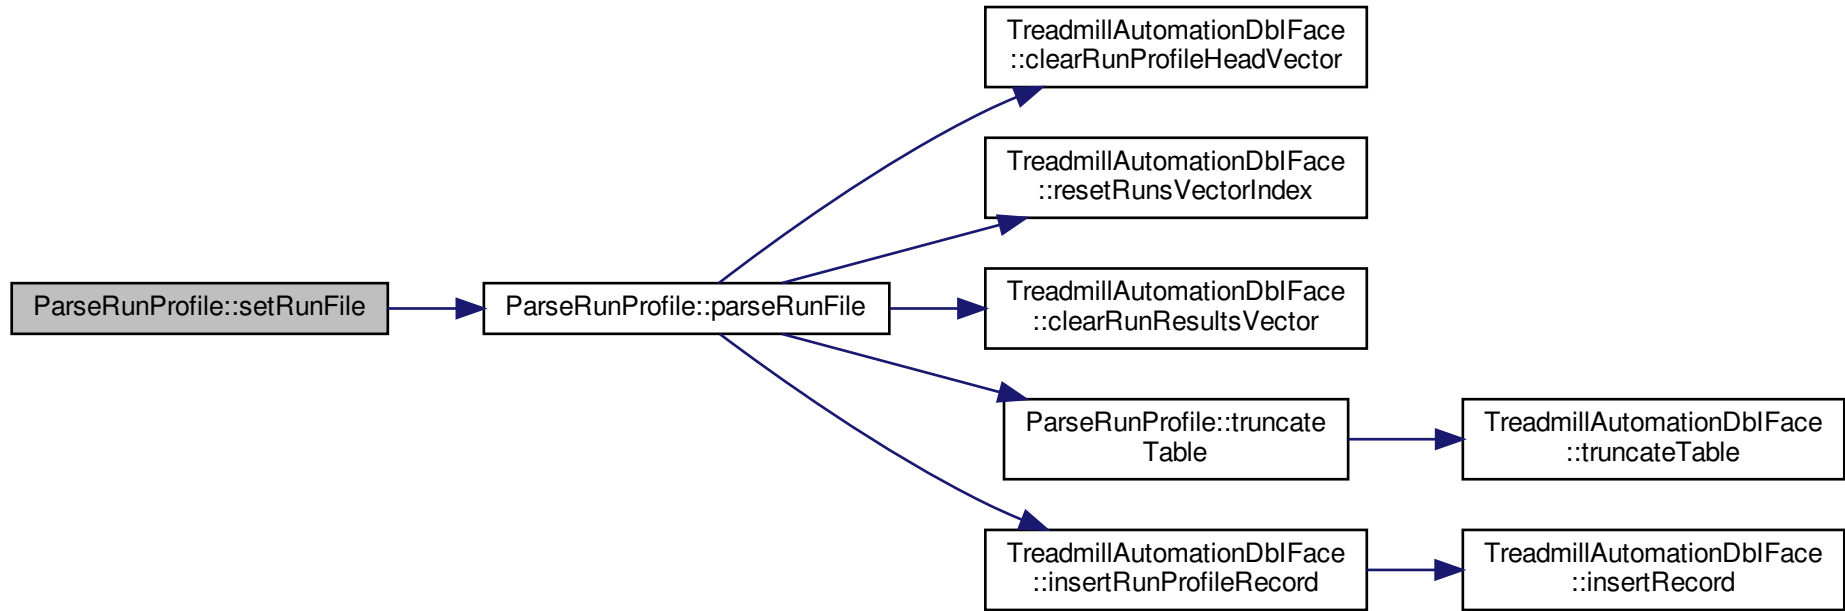 TreadmillAutomationDbIFace
::clearRunProfileHeadVector
TreadmillAutomationDbIFace
::resetRunsVectorIndex
ParseRunProfile::setRunFile
ParseRunProfile::parseRunFile
TreadmillAutomationDbIFace
::clearRunResultsVector
ParseRunProfile::truncate
Table
TreadmillAutomationDbIFace
::truncateTable
TreadmillAutomationDbIFace
::insertRunProfileRecord
TreadmillAutomationDbIFace
::insertRecord